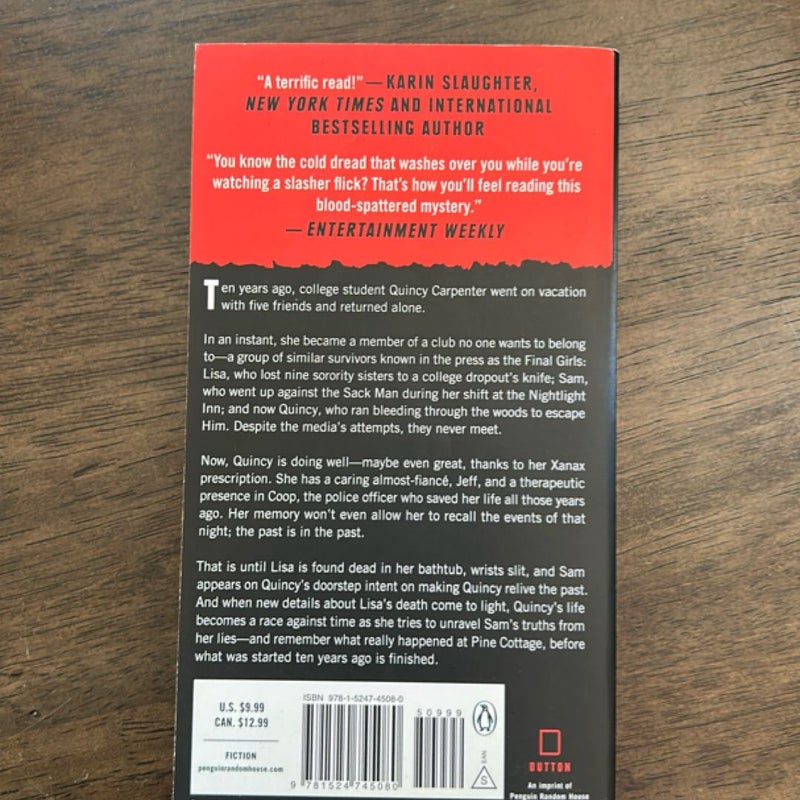 “A terrific read!”—KARIN SLAUGHTER,
NEW YORK TIMES AND INTERNATIONAL
BESTSELLING AUTHOR
“You know the cold dread that washes over you while you’re
watching a slasher flick? That’s how you’ll feel reading this
blood-spattered mystery.”
—ENTERTAINMENT WEEKLY
Ten years ago, college student Quincy Carpenter went on vacation
with five friends and returned alone.
In an instant, she became a member of a club no one wants to belong
to—a group of similar survivors known in the press as the Final Girls:
Lisa, who lost nine sorority sisters to a college dropout’s knife; Sam,
who went up against the Sack Man during her shift at the Nightlight
Inn; and now Quincy, who ran bleeding through the woods to escape
Him. Despite the media’s attempts, they never meet.
Now, Quincy is doing well—maybe even great, thanks to her Xanax
prescription. She has a caring almost-fiancé, Jeff, and a therapeutic
presence in Coop, the police officer who saved her life all those years
ago. Her memory won’t even allow her to recall the events of that
night; the past is in the past.
That is until Lisa is found dead in her bathtub, wrists slit, and Sam
appears on Quincy’s doorstep intent on making Quincy relive the past.
And when new details about Lisa’s death come to light, Quincy’s life
becomes a race against time as she tries to unravel Sam’s truths from
her lies—and remember what really happened at Pine Cottage, before
what was started ten years ago is finished.
U.S. $9.99
CAN. $12.99
FICTION
penguinrandomhouse.com
ISBN 978-1-5247-4508-0
50999
9 781524 745080
EAN
S
DUTTON
An imprint of
Penguin Random House